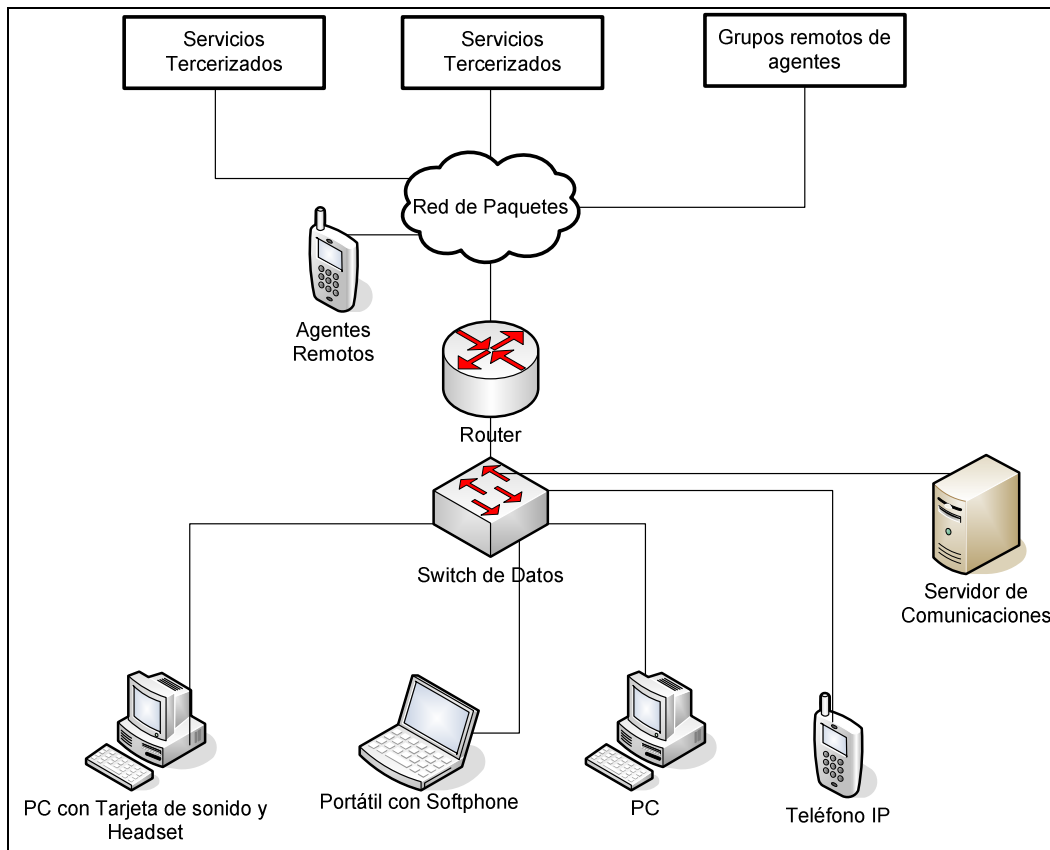 Servicios
Tercerizados
Servicios
Tercerizados
Grupos remotos de
agentes
Red de Paquetes
Agentes
Remotos
Router
Switch de Datos
Servidor de
Comunicaciones
PC con Tarjeta de sonido y
Headset
Portátil con Softphone
PC
Teléfono IP